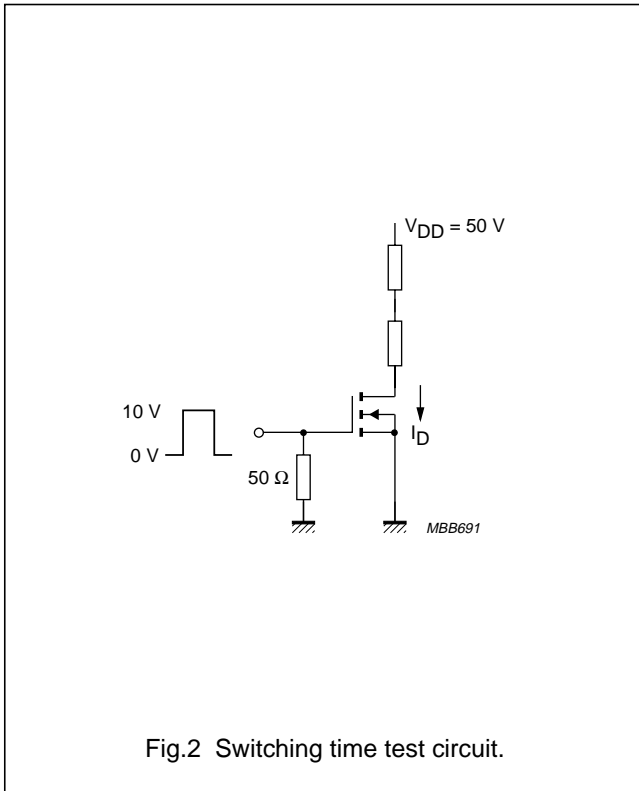 V_DD = 50 V
10 V
0 V
I_D
50 Ω
MBB691
Fig.2 Switching time test circuit.